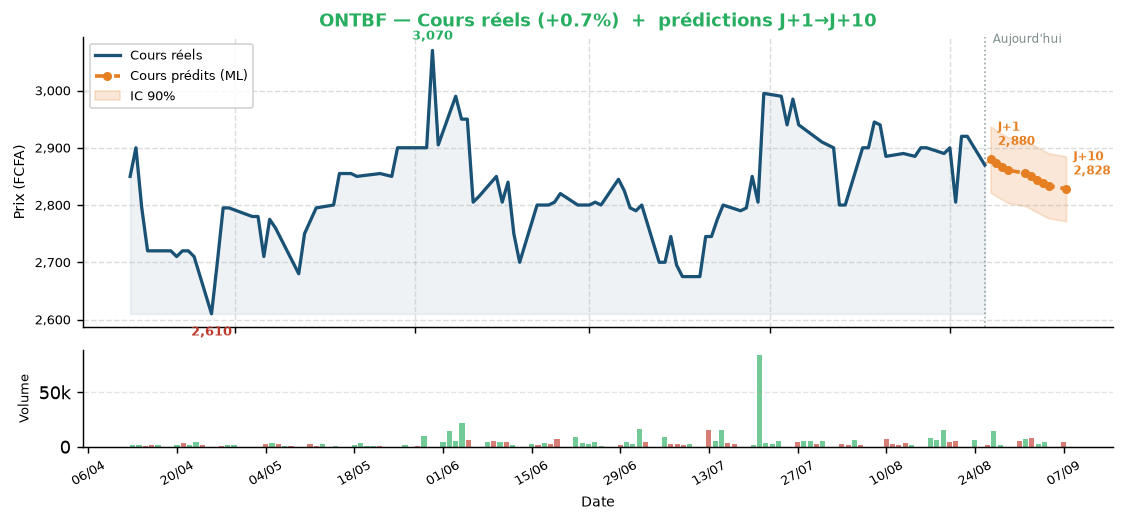 ONTBF — Cours réels (+0.7%)  +  prédictions J+1→J+10
3,070
Aujourd'hui
Cours réels
Cours prédits (ML)
IC 90%
Prix (FCFA)
3,000
2,900
2,800
2,700
2,600
J+1
2,880
J+10
2,828
2,610
Volume
50k
0
06/04
20/04
04/05
18/05
01/06
15/06
29/06
13/07
27/07
10/08
24/08
07/09
Date